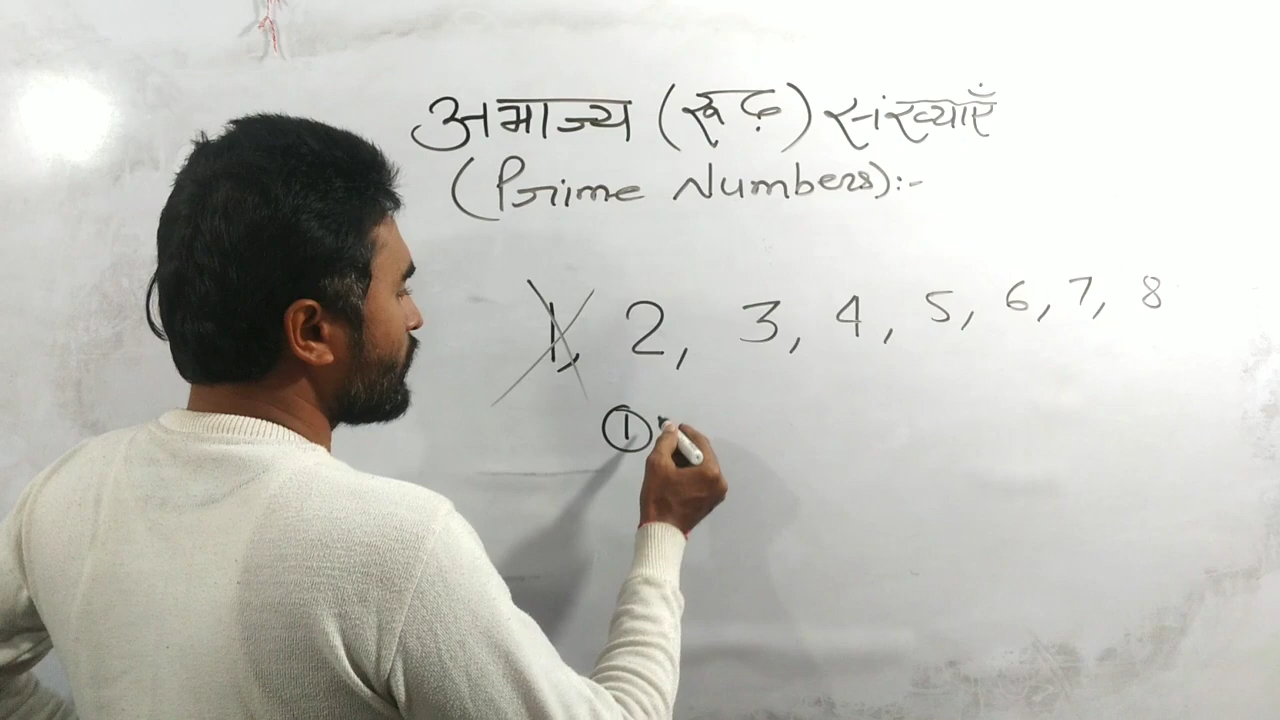 अभाज्य (रूढ़) संख्याएँ
(Prime Numbers):-
1, 2, 3, 4, 5, 6, 7, 8
①